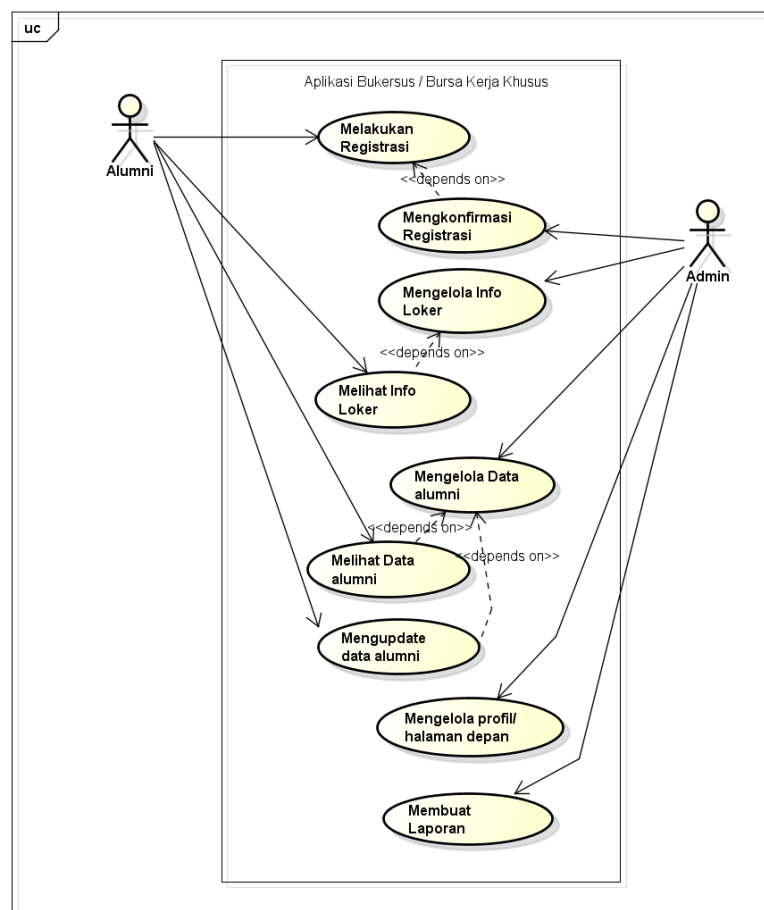 uc
Aplikasi Bukersus / Bursa Kerja Khusus
Alumni
Melakukan
Registrasi
<<depends on>>
Mengkonfirmasi
Registrasi
Admin
Mengelola Info
Loker
<<depends on>>
Melihat Info
Loker
Mengelola Data
alumni
<<depends on>>
<<depends on>>
Melihat Data
alumni
Mengupdate
data alumni
Mengelola profil/
halaman depan
Membuat
Laporan